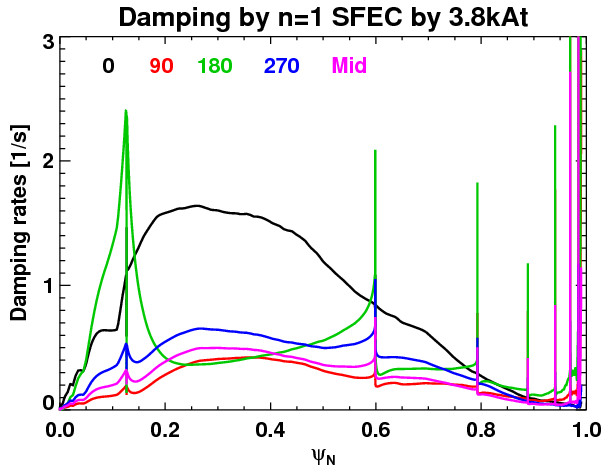 Damping by n=1 SFEC by 3.8kAt
0 90 180 270 Mid
Damping rates [1/s]
3
2
1
0
0.0 0.2 0.4 0.6 0.8 1.0
ψN